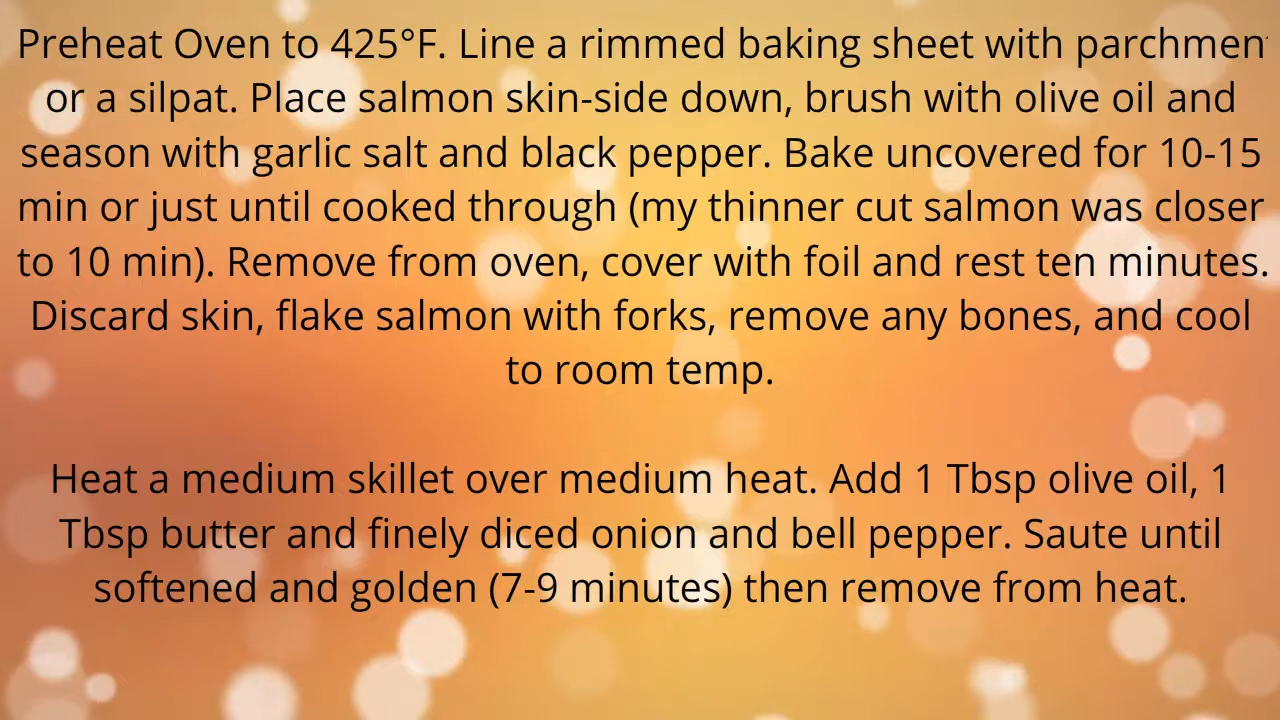 Preheat Oven to 425°F. Line a rimmed baking sheet with parchment
or a silpat. Place salmon skin-side down, brush with olive oil and
season with garlic salt and black pepper. Bake uncovered for 10-15
min or just until cooked through (my thinner cut salmon was closer
to 10 min). Remove from oven, cover with foil and rest ten minutes.
Discard skin, flake salmon with forks, remove any bones, and cool
to room temp.
Heat a medium skillet over medium heat. Add 1 Tbsp olive oil, 1
Tbsp butter and finely diced onion and bell pepper. Saute until
softened and golden (7-9 minutes) then remove from heat.